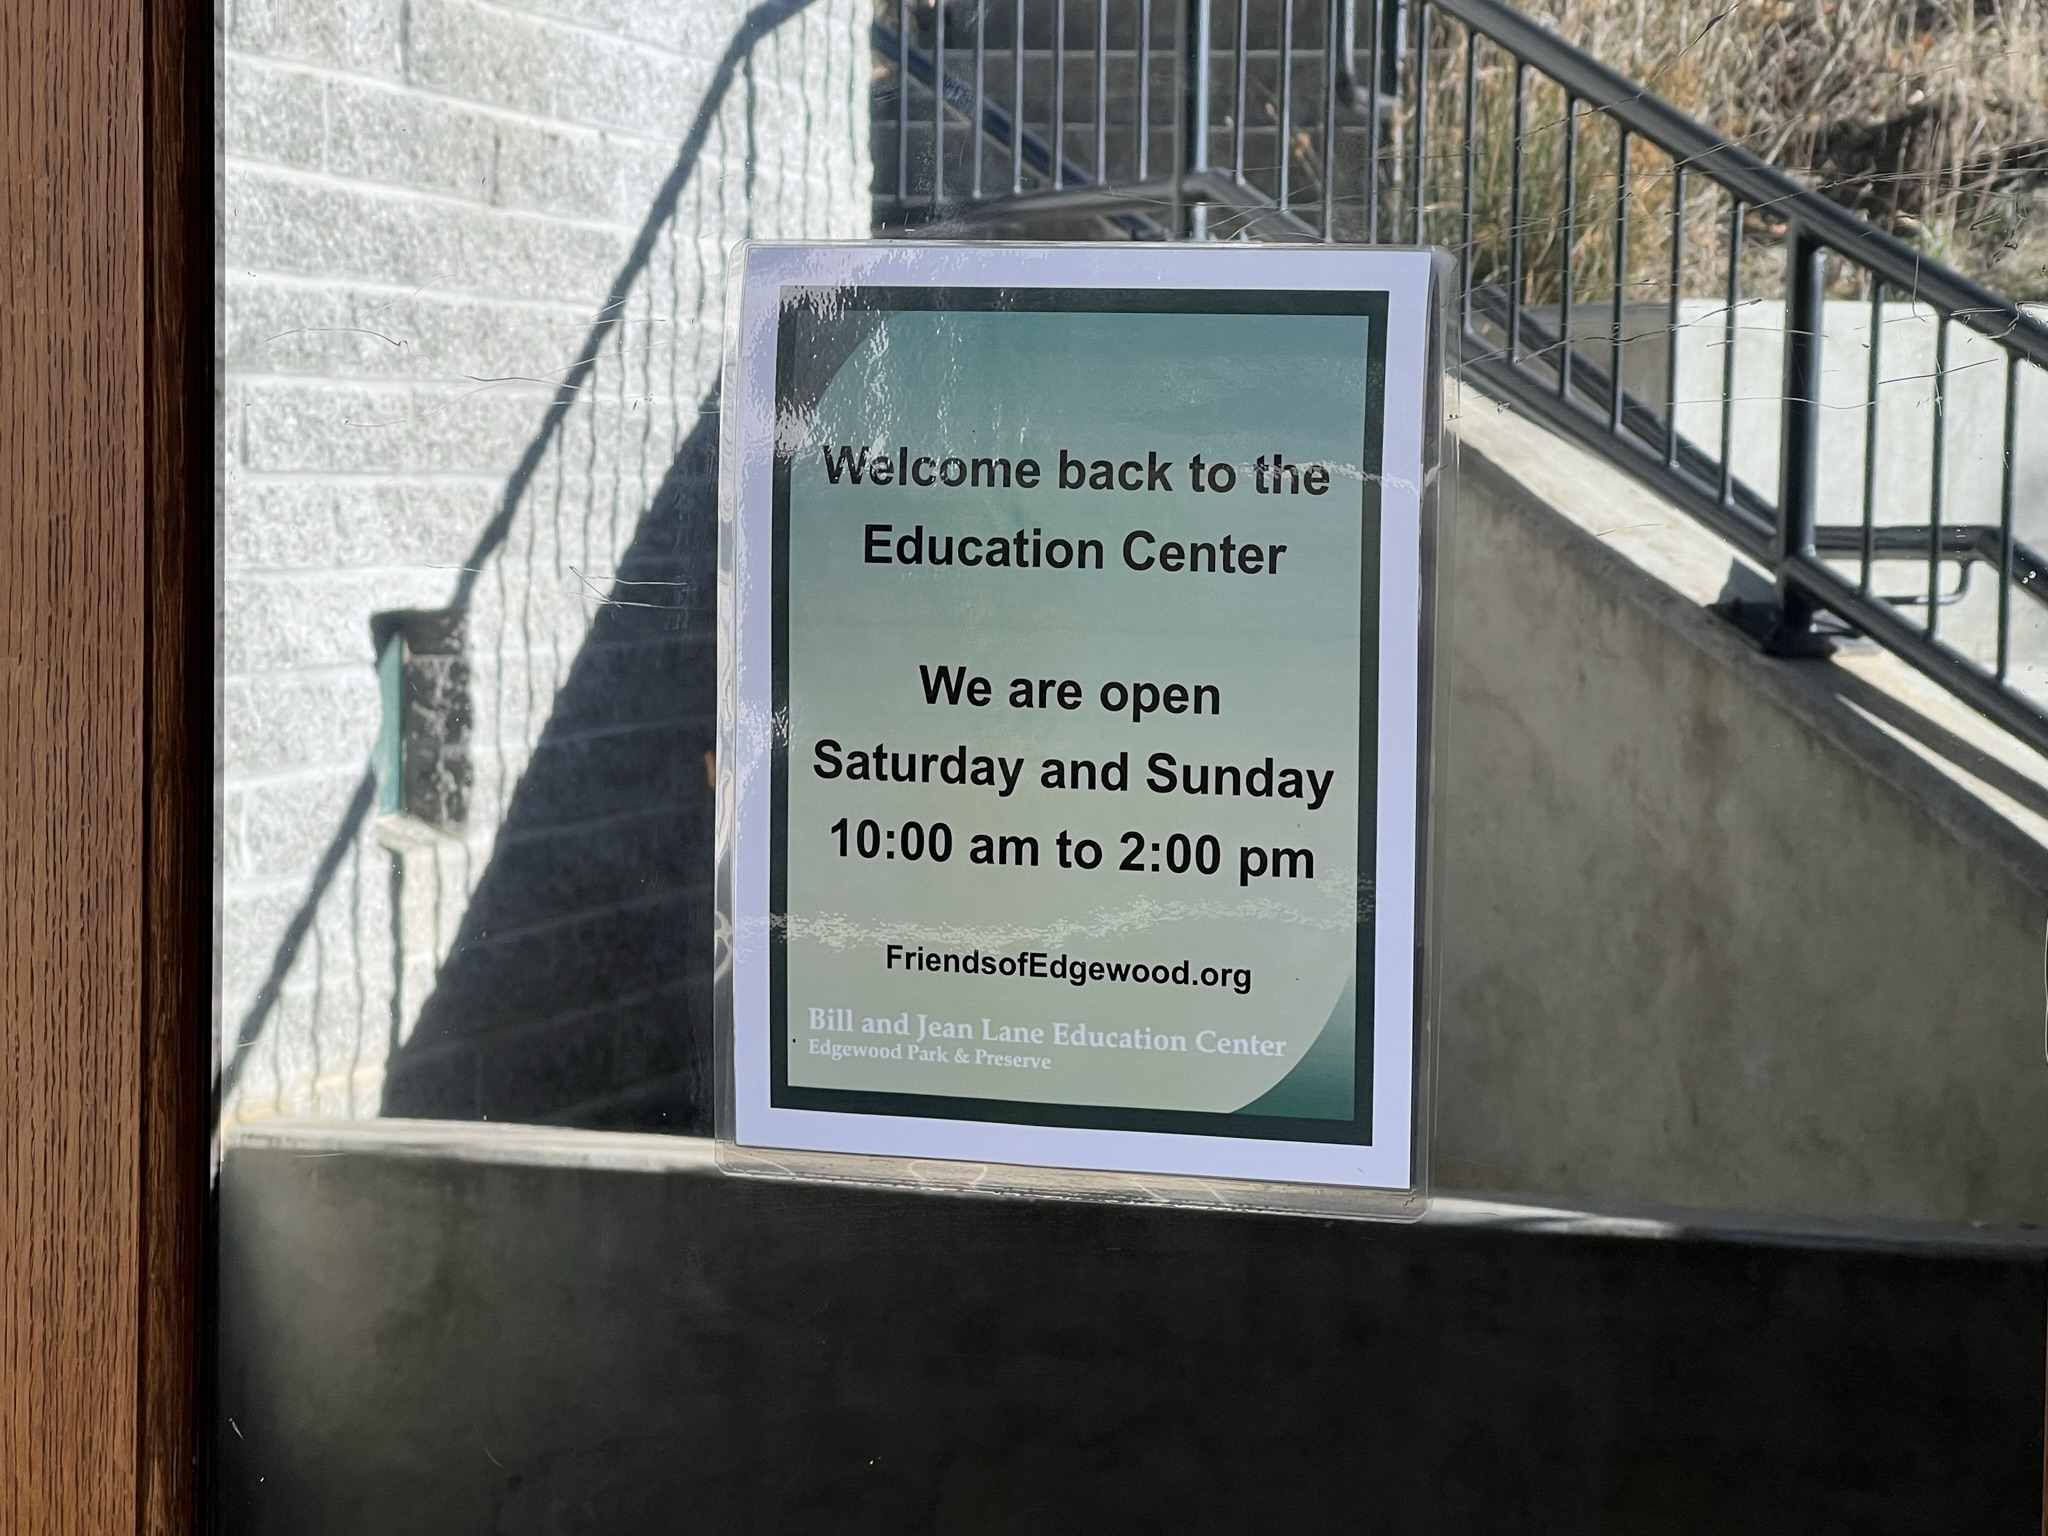 Welcome back to the
Education Center
We are open
Saturday and Sunday
10:00 am to 2:00 pm
FriendsofEdgewood.org
Bill and Jean Lane Education Center
Edgewood Park & Preserve